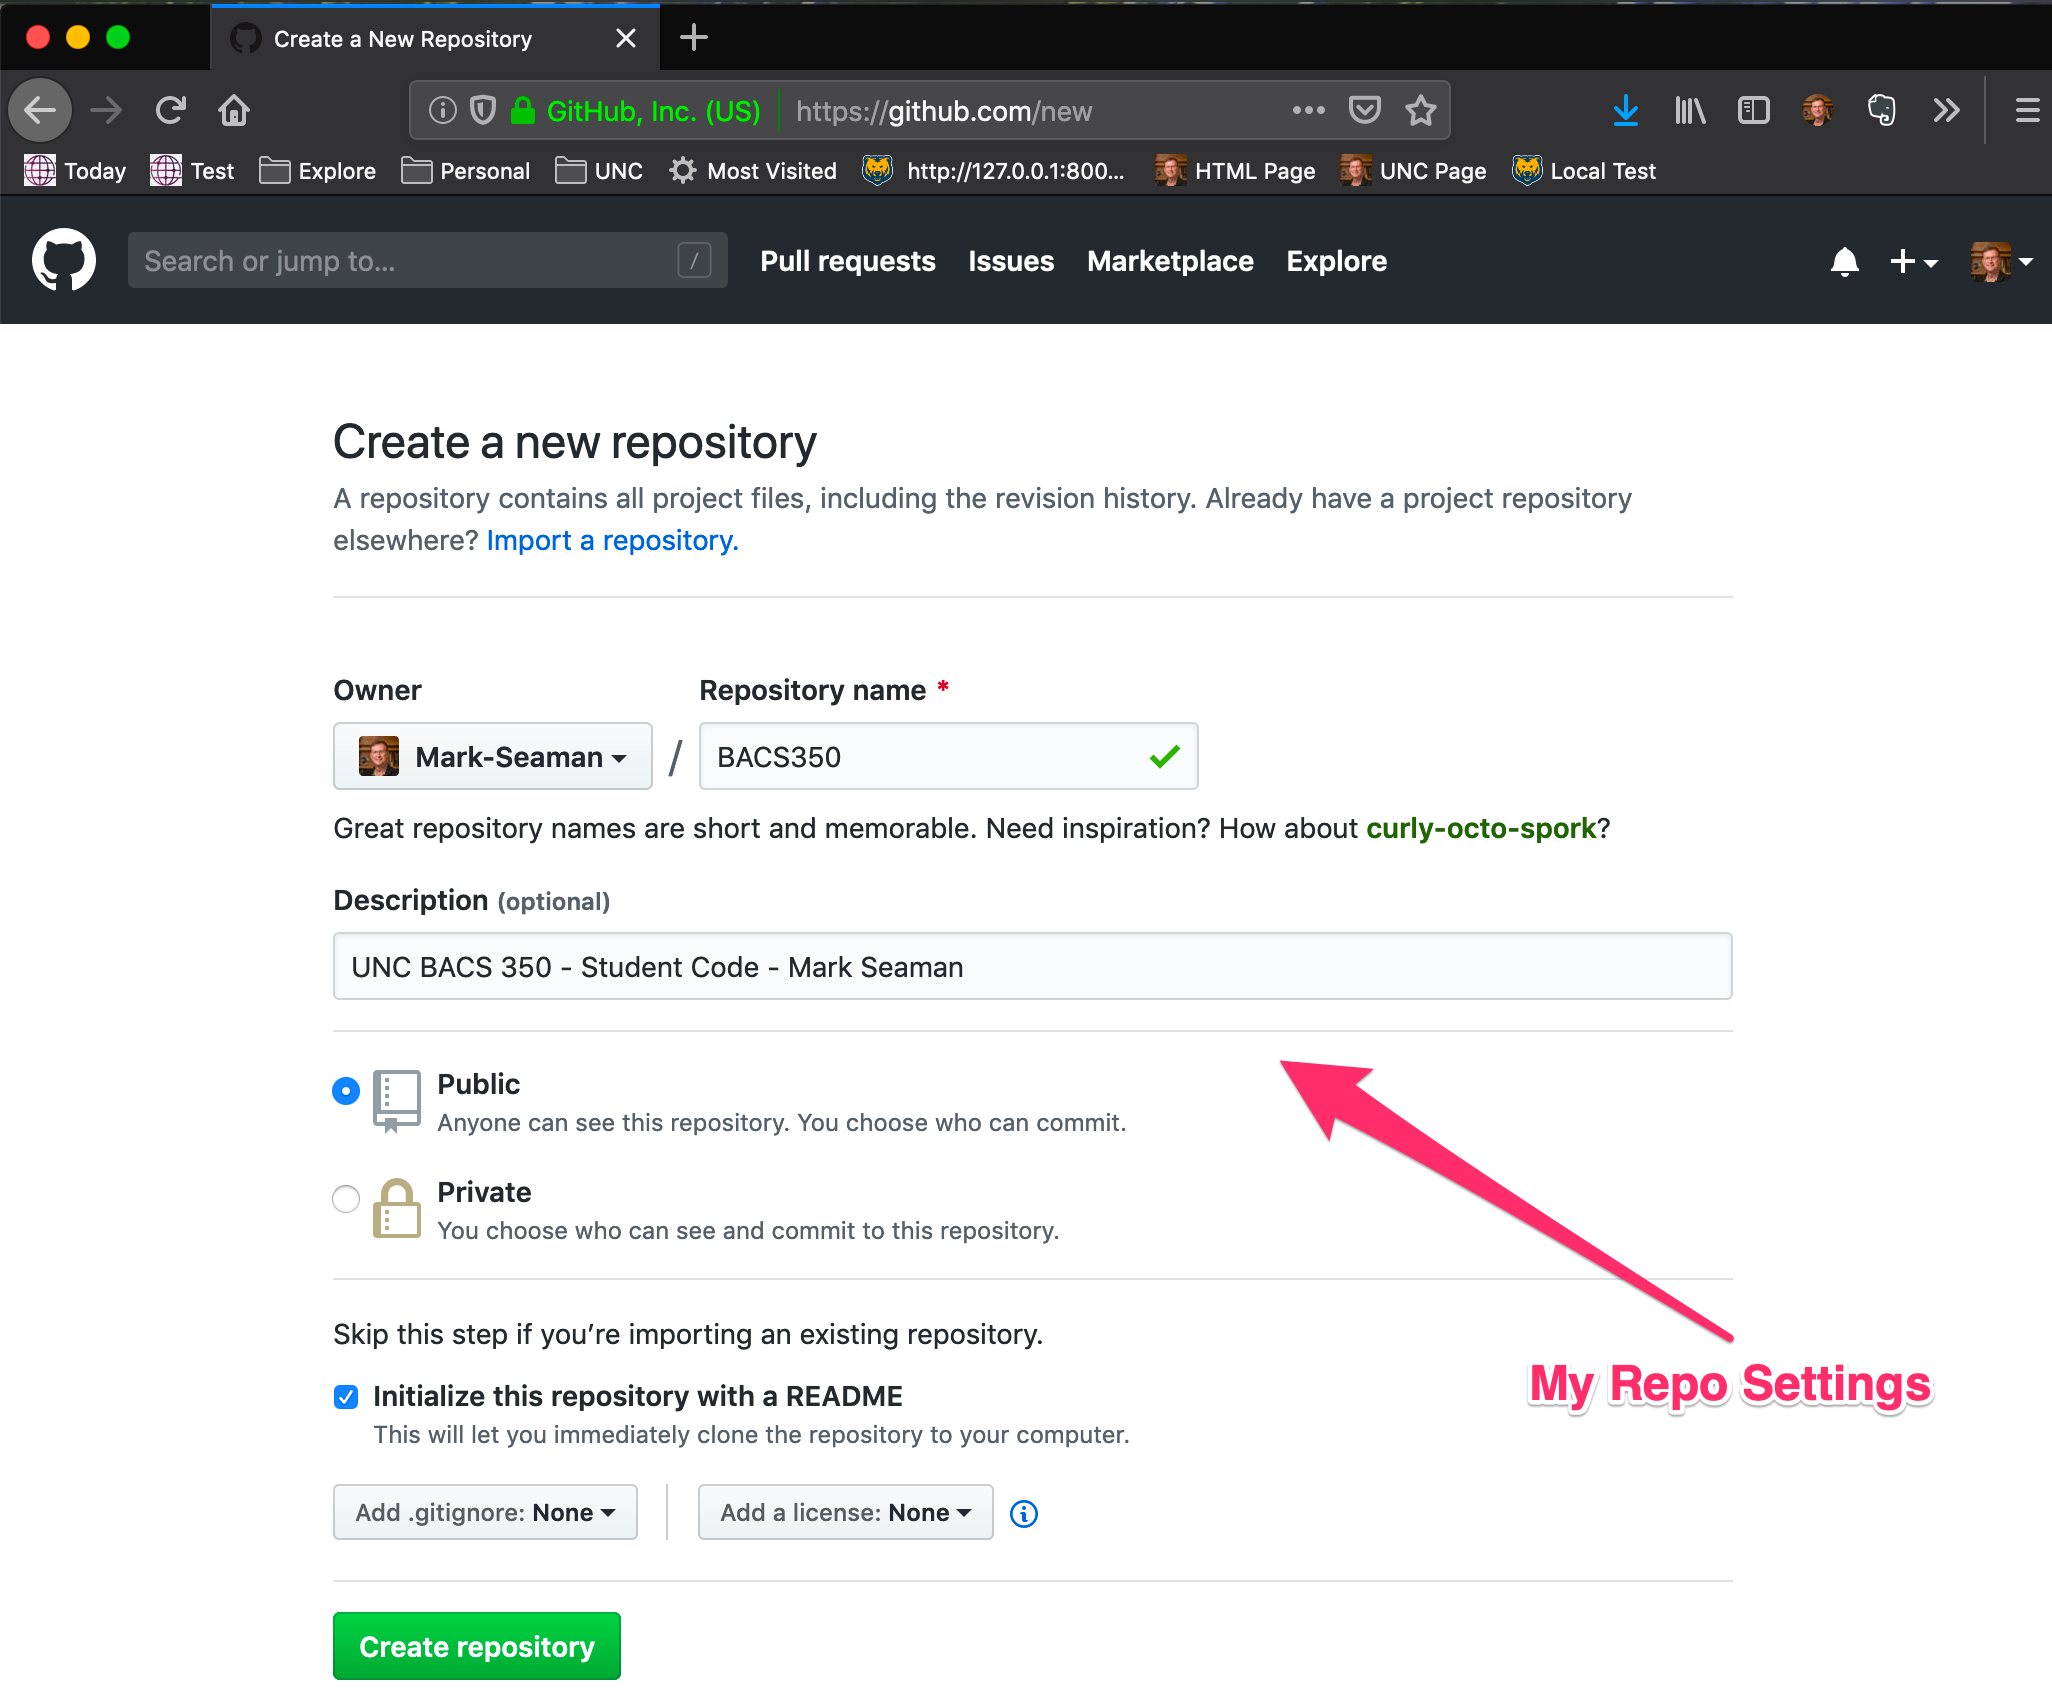 Create a New Repository
GitHub, Inc. (US) https://github.com/new
Today Test Explore Personal UNC Most Visited http://127.0.0.1:800... HTML Page UNC Page Local Test
Search or jump to... / Pull requests Issues Marketplace Explore
Create a new repository
A repository contains all project files, including the revision history. Already have a project repository
elsewhere? Import a repository.
Owner Repository name *
Mark-Seaman / BACS350
Great repository names are short and memorable. Need inspiration? How about curly-octo-spork?
Description (optional)
UNC BACS 350 - Student Code - Mark Seaman
Public
Anyone can see this repository. You choose who can commit.
Private
You choose who can see and commit to this repository.
Skip this step if you’re importing an existing repository.
My Repo Settings
Initialize this repository with a README
This will let you immediately clone the repository to your computer.
Add .gitignore: None Add a license: None
Create repository